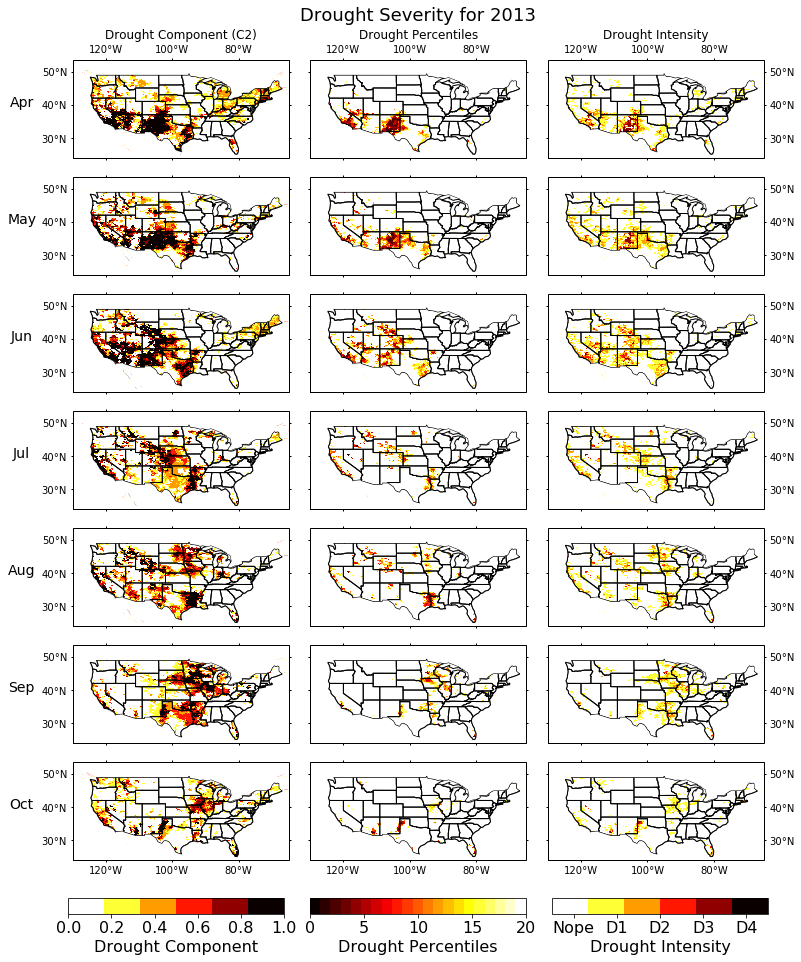 Drought Severity for 2013
Drought Component (C2) Drought Percentiles Drought Intensity
120°W 100°W 80°W 120°W 100°W 80°W 120°W 100°W 80°W
Apr
50°N 50°N
40°N 40°N
30°N 30°N
May
50°N 50°N
40°N 40°N
30°N 30°N
Jun
50°N 50°N
40°N 40°N
30°N 30°N
Jul
50°N 50°N
40°N 40°N
30°N 30°N
Aug
50°N 50°N
40°N 40°N
30°N 30°N
Sep
50°N 50°N
40°N 40°N
30°N 30°N
Oct
50°N 50°N
40°N 40°N
30°N 30°N
120°W 100°W 80°W 120°W 100°W 80°W 120°W 100°W 80°W
0.0 0.2 0.4 0.6 0.8 1.0
Drought Component
0 5 10 15 20
Drought Percentiles
Nope D1 D2 D3 D4
Drought Intensity